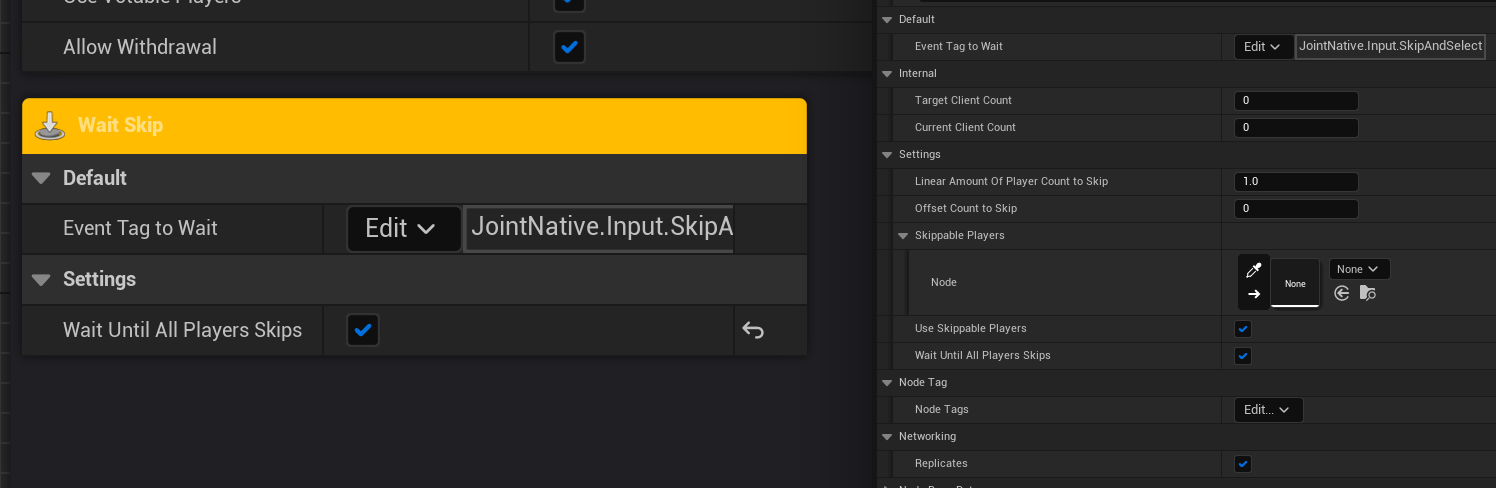 Use Votable Players
Allow Withdrawal
Wait Skip
Default
Event Tag to Wait
Edit
JointNative.Input.SkipA
Settings
Wait Until All Players Skips
Default
Event Tag to Wait
Edit
JointNative.Input.SkipAndSelect
Internal
Target Client Count
0
Current Client Count
0
Settings
Linear Amount Of Player Count to Skip
1.0
Offset Count to Skip
0
Skippable Players
Node
None
None
Use Skippable Players
Wait Until All Players Skips
Node Tag
Node Tags
Edit...
Networking
Replicates